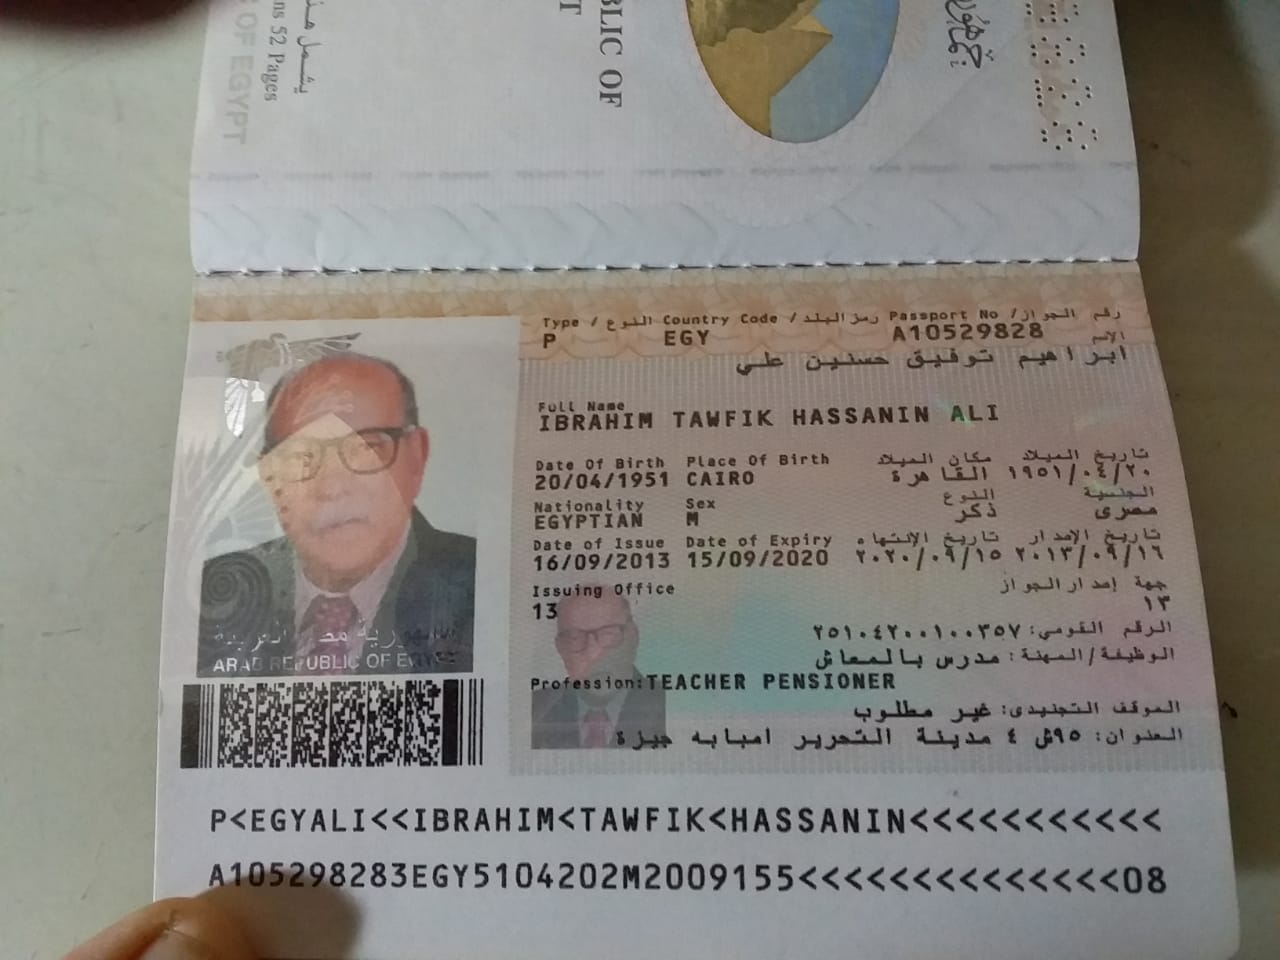 يشمل هذ
ns 52 Pages
OF EGYPT
BLIC OF
T
Type / النوع Country Code / رمز البلد Passport No / رقم الجواز
P EGY A10529828
الاسم
ابراهيم توفيق حسنين علي
Full Name
IBRAHIM TAWFIK HASSANIN ALI
Date Of Birth Place Of Birth مكان الميلاد تاريخ الميلاد
20/04/1951 CAIRO القاهرة ١٩٥١/٠٤/٢٠
Nationality Sex النوع الجنسية
EGYPTIAN M ذكر مصرى
Date of Issue Date of Expiry تاريخ الإنتهاء تاريخ الإصدار
16/09/2013 15/09/2020 ٢٠٢٠/٠٩/١٥ ٢٠١٣/٠٩/١٦
Issuing Office جهة إصدار الجواز
13 ١٣
الرقم القومي: ٢٥١٠٤٢٠٠١٠٠٣٥٧
الوظيفة/المهنة: مدرس بالمعاش
Profession:TEACHER PENSIONER
الموقف التجنيدى: غير مطلوب
العنوان: ٩٥ش ٤ مدينة التحرير امبابه جيزة
جمهورية مصر العربية
ARAB REPUBLIC OF EGYPT
P<EGYALI<<IBRAHIM<TAWFIK<HASSANIN<<<<<<<<<<<
A105298283EGY5104202M2009155<<<<<<<<<<<<<<08